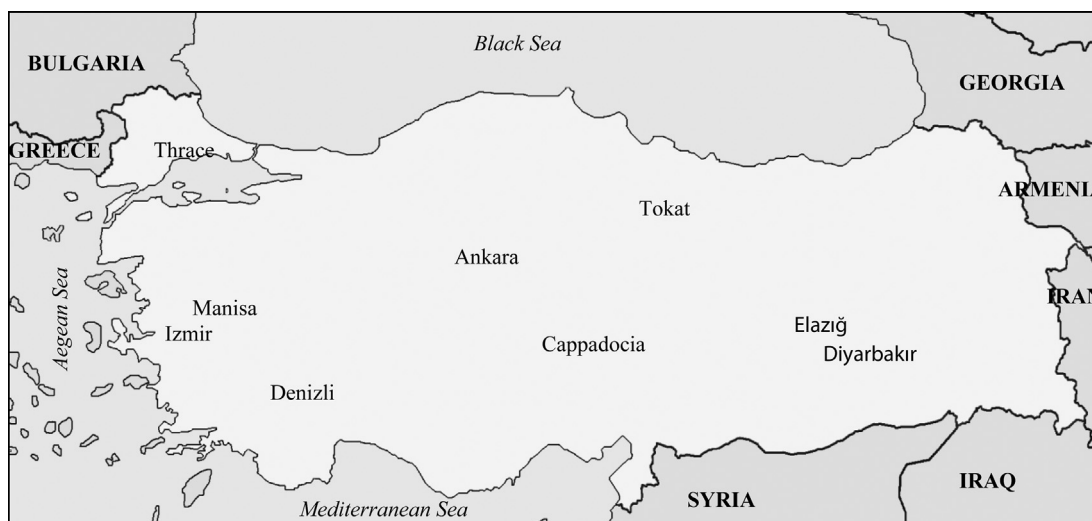 Black Sea
BULGARIA
GEORGIA
GREECE
Thrace
ARMENIA
Tokat
Ankara
Aegean Sea
IRAN
Manisa
Izmir
Elazığ
Cappadocia
Diyarbakır
Denizli
IRAQ
SYRIA
Mediterranean Sea